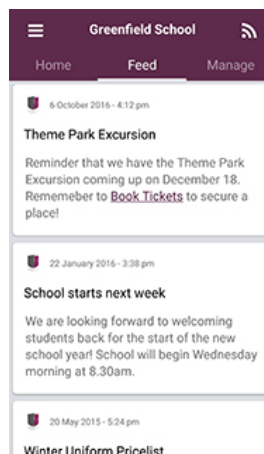 Greenfield School
Home Feed Manage
6 October 2016 - 4:12 pm
Theme Park Excursion
Reminder that we have the Theme Park
Excursion coming up on December 18.
Rememeber to Book Tickets to secure a
place!
22 January 2016 - 3:38 pm
School starts next week
We are looking forward to welcoming
students back for the start of the new
school year! School will begin Wednesday
morning at 8.30am.
20 May 2015 - 5:24 pm
Winter Uniform Pricelist